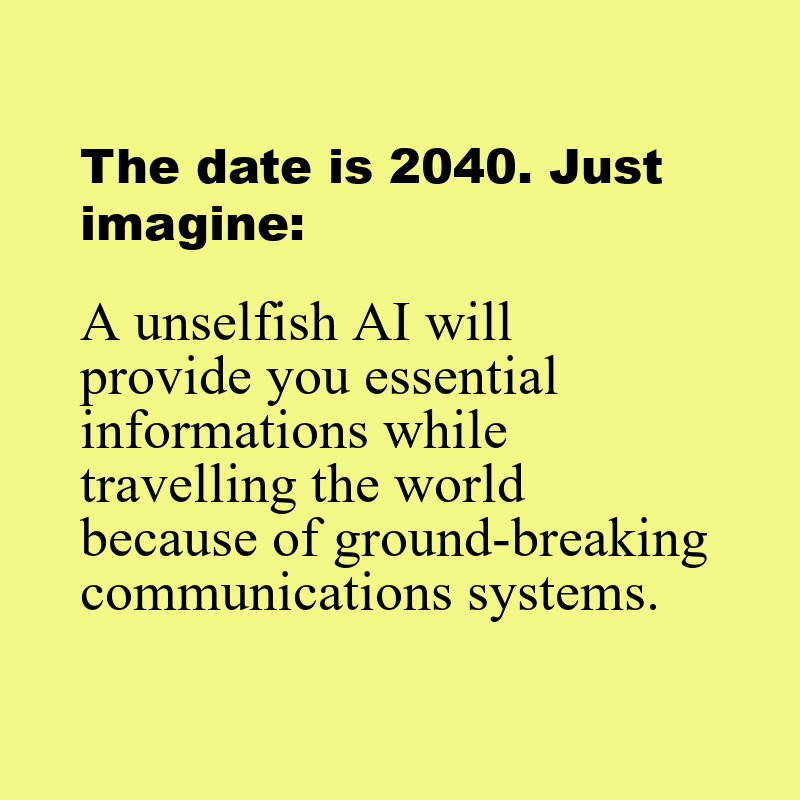 The date is 2040. Just
imagine:
A unselfish AI will
provide you essential
informations while
travelling the world
because of ground-breaking
communications systems.